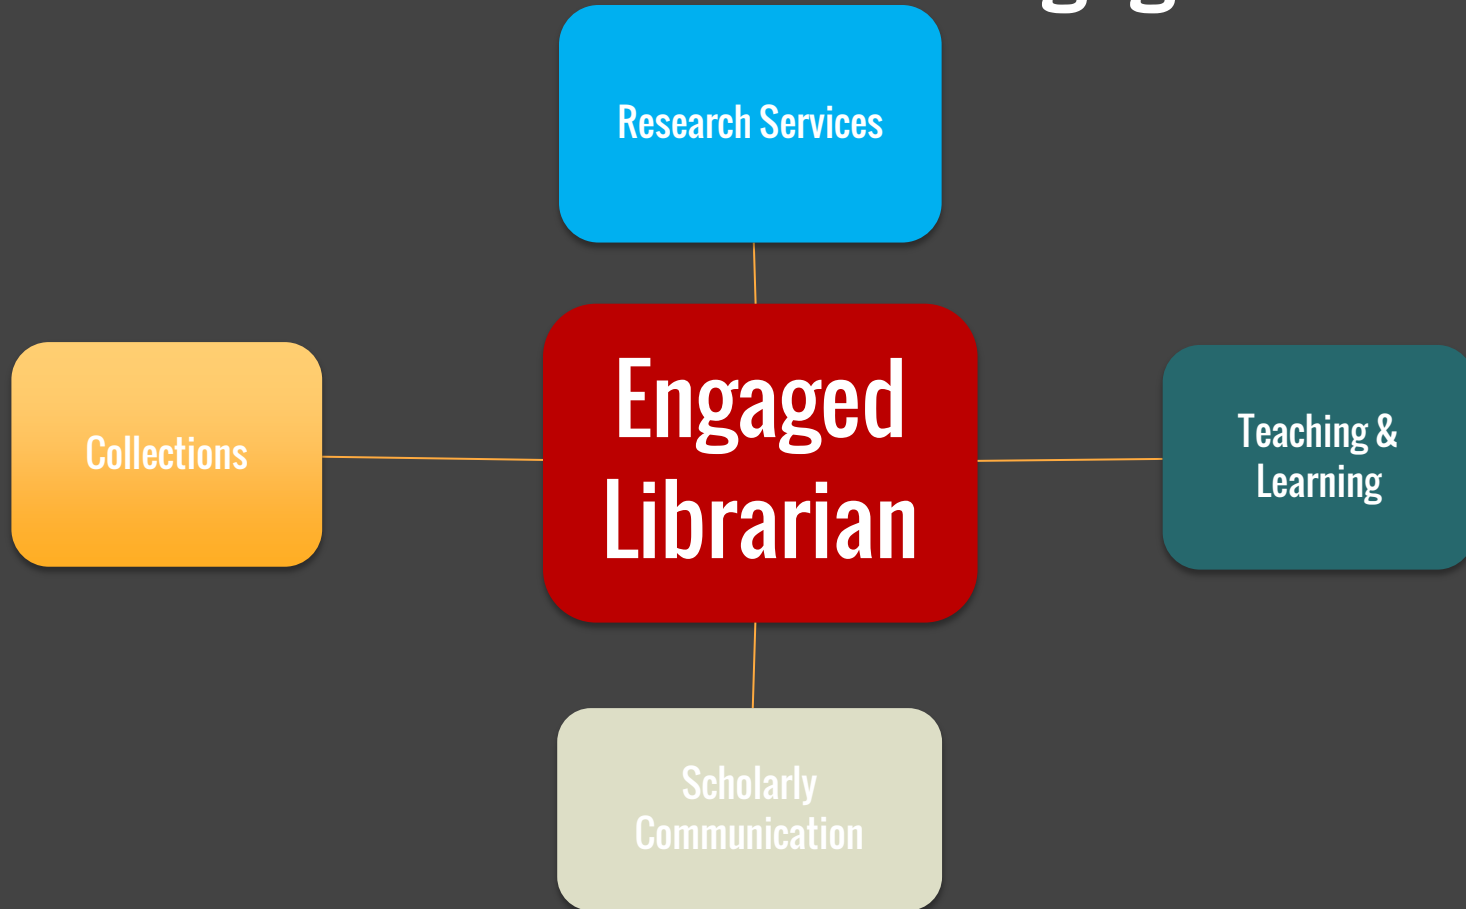 Research Services
Engaged
Librarian
Collections
Teaching &
Learning
Scholarly
Communication